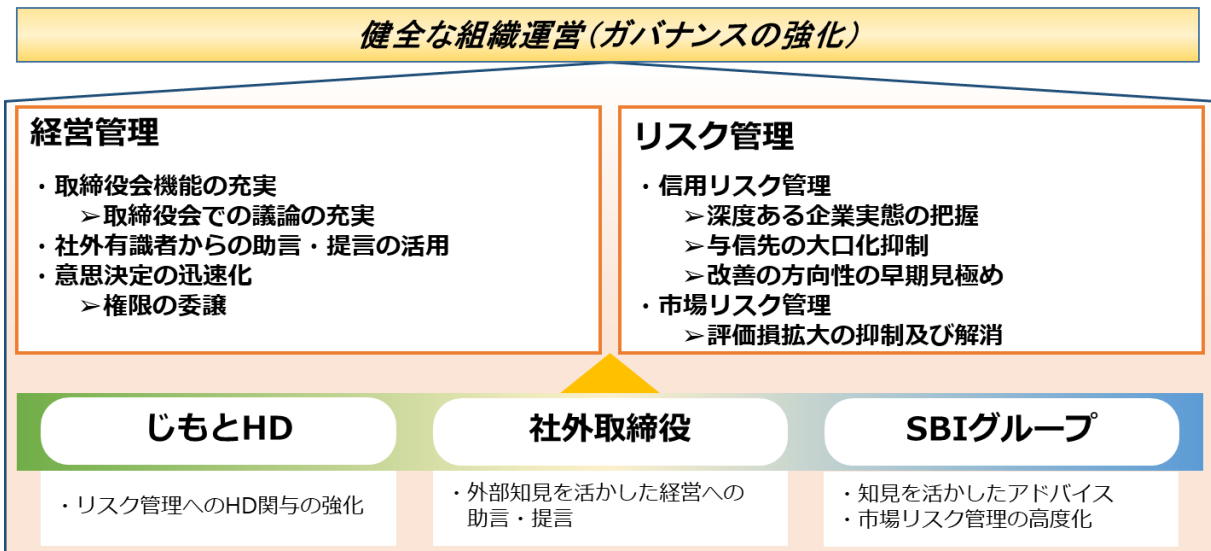 健全な組織運営（ガバナンスの強化）
経営管理
・取締役会機能の充実
➢取締役会での議論の充実
・社外有識者からの助言・提言の活用
・意思決定の迅速化
➢権限の委譲
リスク管理
・信用リスク管理
➢深度ある企業実態の把握
➢与信先の大口化抑制
➢改善の方向性の早期見極め
・市場リスク管理
➢評価損拡大の抑制及び解消
じもとHD
・リスク管理へのHD関与の強化
社外取締役
・外部知見を活かした経営への
助言・提言
SBIグループ
・知見を活かしたアドバイス
・市場リスク管理の高度化